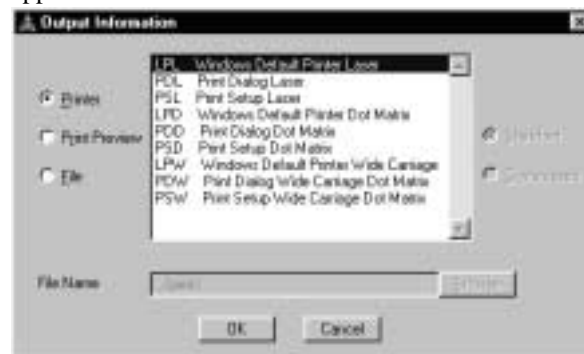 Output Information
LPL Windows Default Printer Laser
PDL Print Dialog Laser
PSL Print Setup Laser
LPD Windows Default Printer Dot Matrix
PDD Print Dialog Dot Matrix
PSD Print Setup Dot Matrix
LPW Windows Default Printer Wide Carriage
PDW Print Dialog Wide Carriage Dot Matrix
PSW Print Setup Wide Carriage Dot Matrix
Printer
Print Preview
File
Standard
File Name
OK Cancel